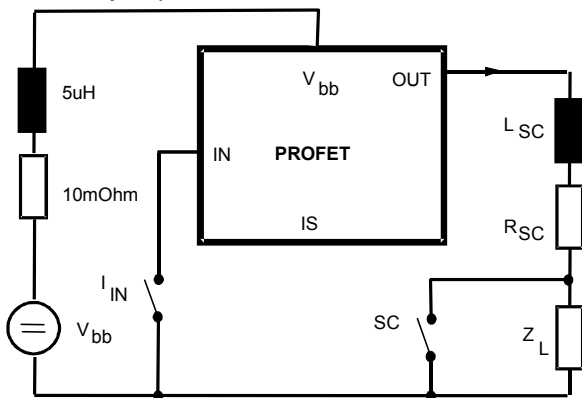 5uH
10mOhm
V bb
V bb
OUT
IN
PROFET
IS
I IN
L SC
R SC
SC
Z L